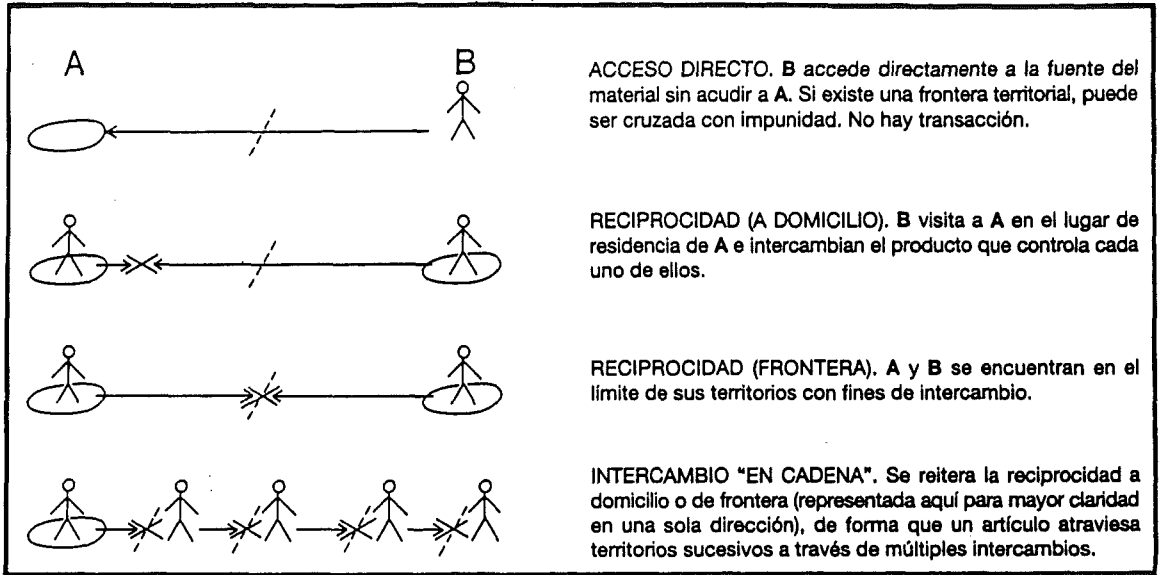 A B
ACCESO DIRECTO. B accede directamente a la fuente del
material sin acudir a A. Si existe una frontera territorial, puede
ser cruzada con impunidad. No hay transacción.
RECIPROCIDAD (A DOMICILIO). B visita a A en el lugar de
residencia de A e intercambian el producto que controla cada
uno de ellos.
RECIPROCIDAD (FRONTERA). A y B se encuentran en el
límite de sus territorios con fines de intercambio.
INTERCAMBIO "EN CADENA". Se reitera la reciprocidad a
domicilio o de frontera (representada aquí para mayor claridad
en una sola dirección), de forma que un artículo atraviesa
territorios sucesivos a través de múltiples intercambios.